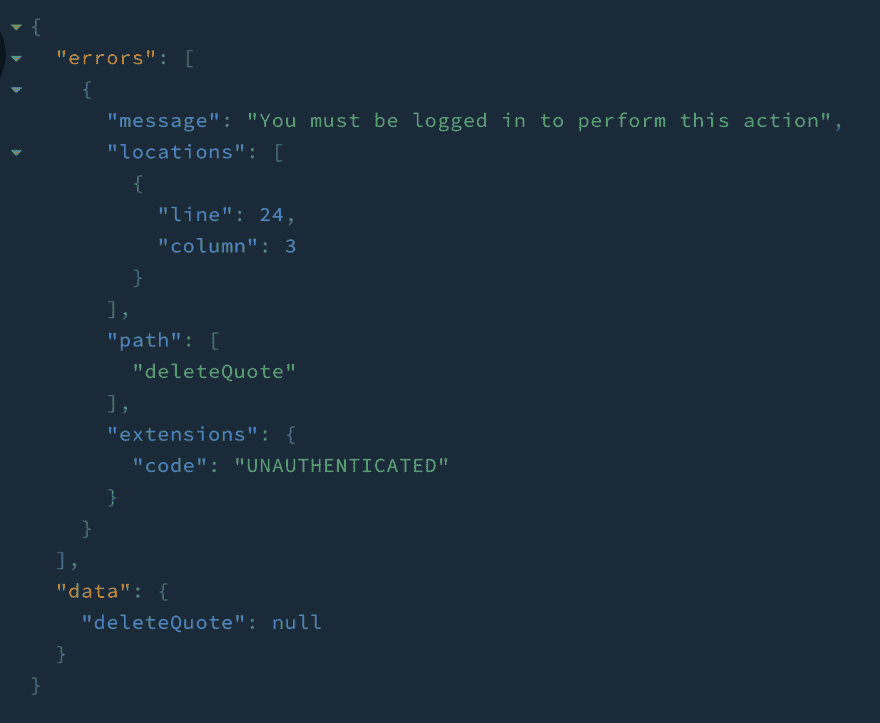 {
  "errors": [
    {
      "message": "You must be logged in to perform this action",
      "locations": [
        {
          "line": 24,
          "column": 3
        }
      ],
      "path": [
        "deleteQuote"
      ],
      "extensions": {
        "code": "UNAUTHENTICATED"
      }
    }
  ],
  "data": {
    "deleteQuote": null
  }
}